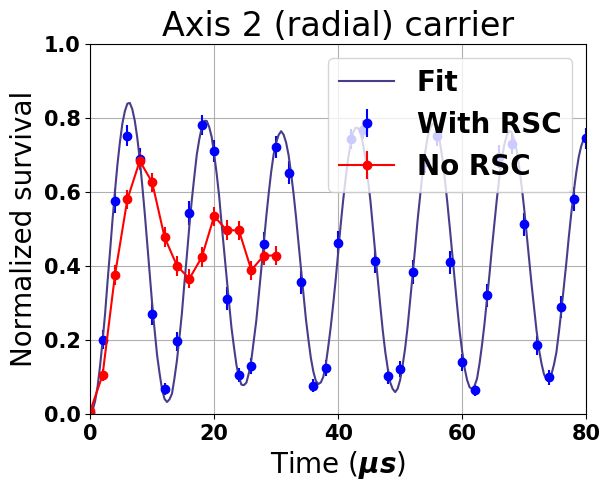 Axis 2 (radial) carrier
Normalized survival
1.0
0.8
0.6
0.4
0.2
0.0
Fit
With RSC
No RSC
0 20 40 60 80
Time (μs)